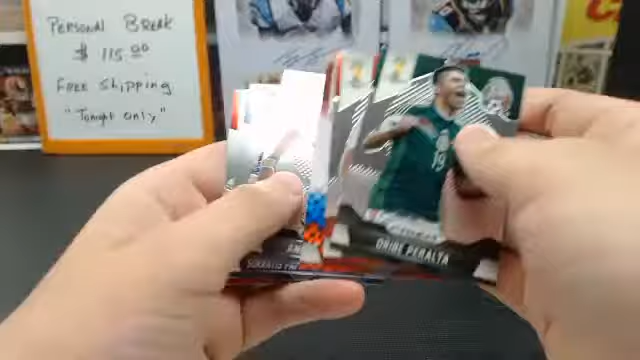 Personal Break
$ 115.00
Free Shipping
"Tonight Only"
19
ORIBE PERALTA